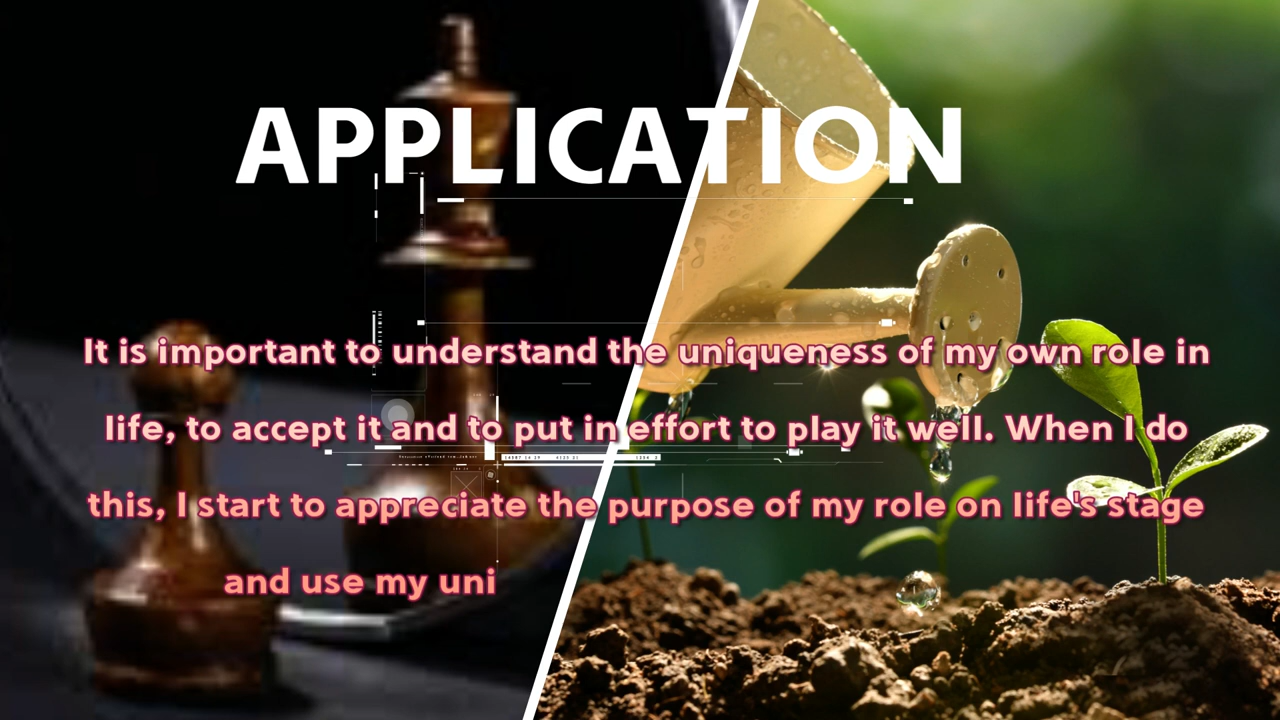 APPLICATION
It is important to understand the uniqueness of my own role in
life, to accept it and to put in effort to play it well. When I do
this, I start to appreciate the purpose of my role on life's stage
and use my uni